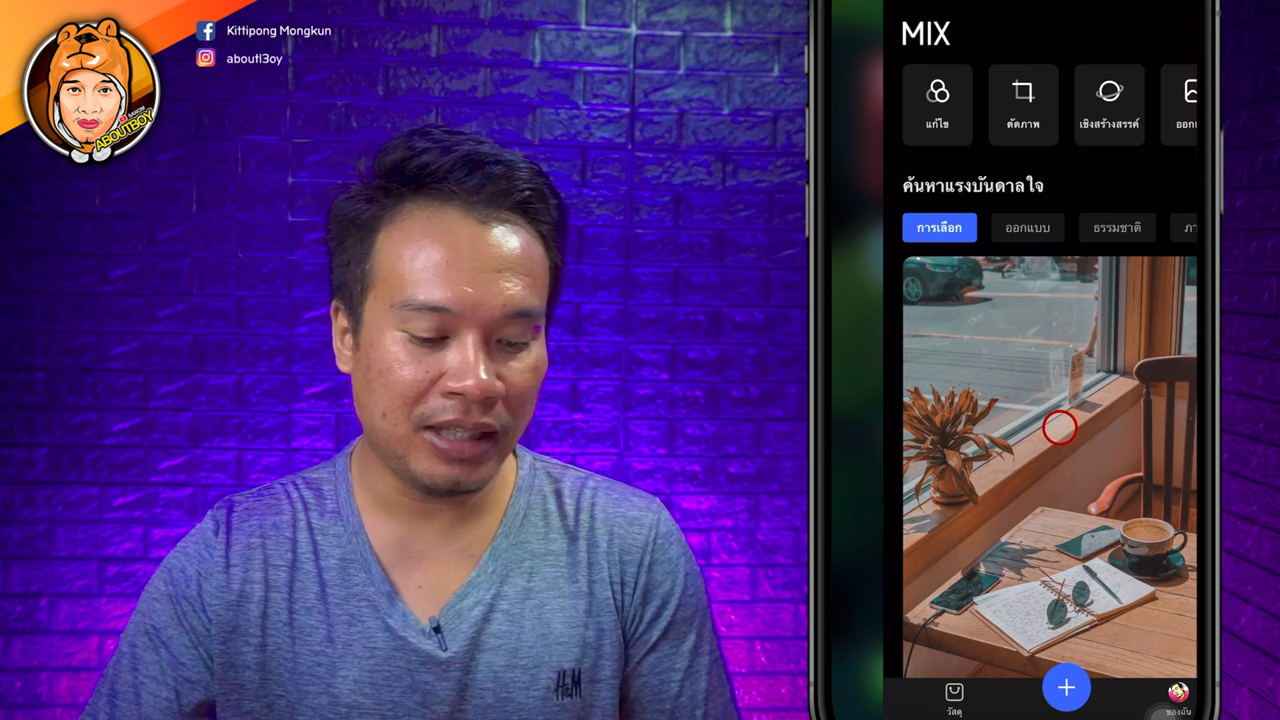 Kittipong Mongkun
aboutl3oy
ABOUTBOY
H&M
MIX
แก้ไข
ตัดภาพ
เชิงสร้างสรรค์
ค้นหาแรงบันดาลใจ
การเลือก
ออกแบบ
ธรรมชาติ
วัสดุ
ของฉัน